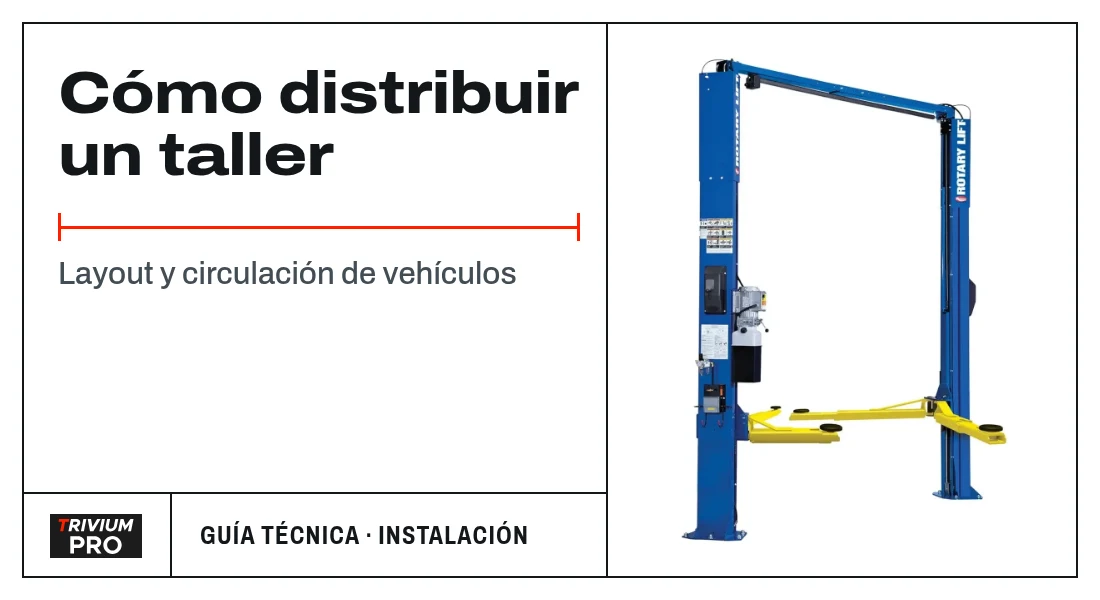 Cómo distribuir
un taller
Layout y circulación de vehículos
TRIVIUM
PRO
GUÍA TÉCNICA · INSTALACIÓN
ROTARY LIFT
ROTARY LIFT